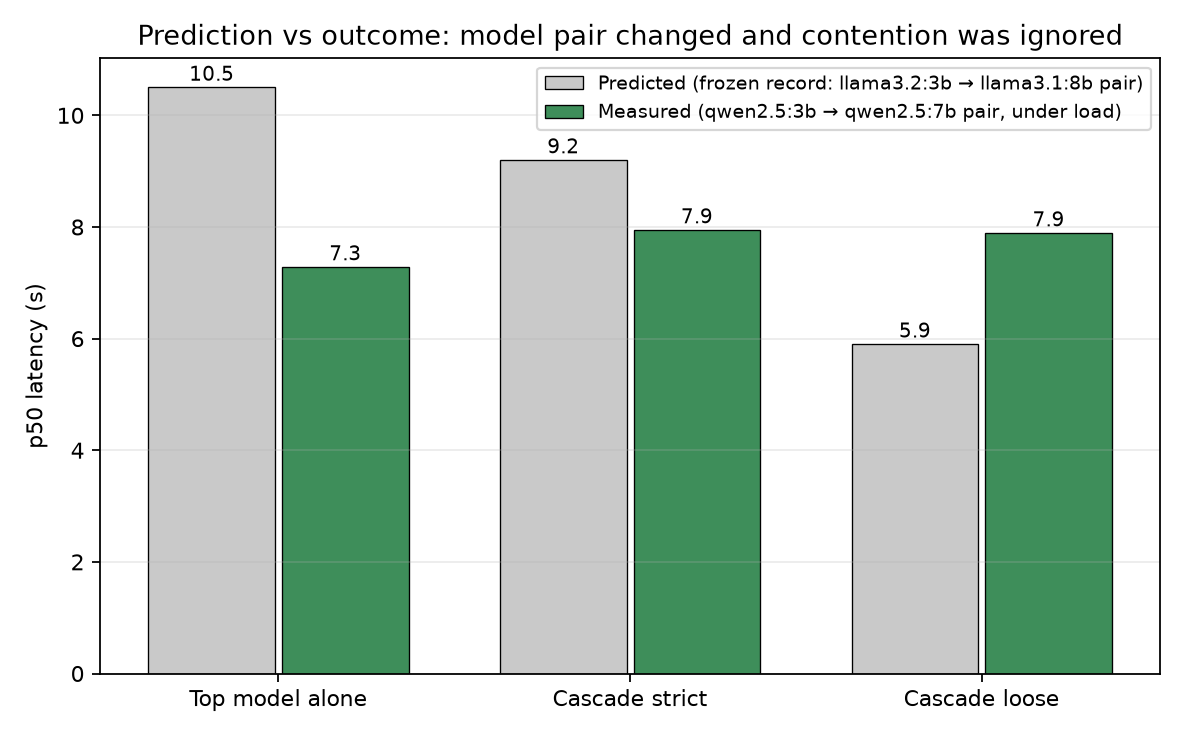 Prediction vs outcome: model pair changed and contention was ignored
Predicted (frozen record: llama3.2:3b → llama3.1:8b pair)
Measured (qwen2.5:3b → qwen2.5:7b pair, under load)
p50 latency (s)
10
8
6
4
2
0
10.5
7.3
9.2
7.9
5.9
7.9
Top model alone
Cascade strict
Cascade loose